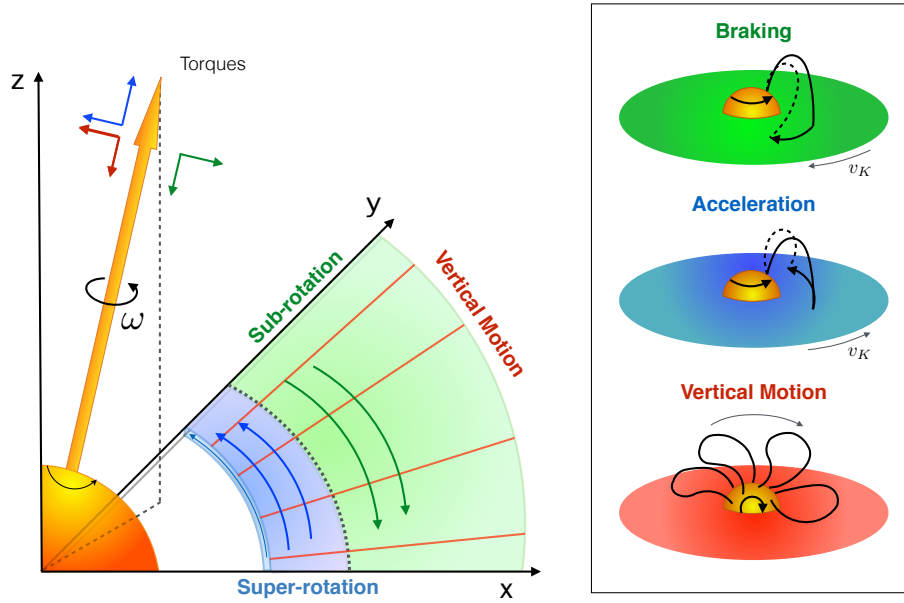 Torques
z
y
Sub-rotation
Vertical Motion
ω
x
Super-rotation
Braking
v_K
Acceleration
v_K
Vertical Motion